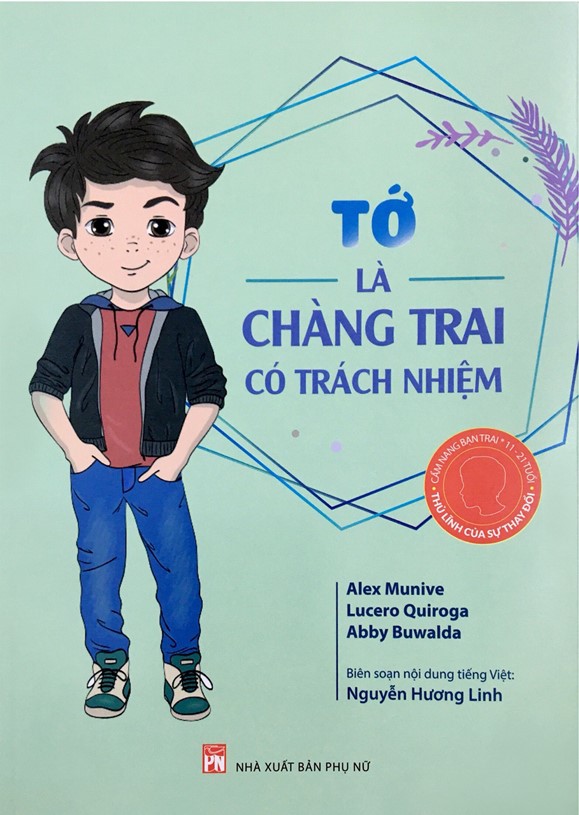 TỚ
LÀ
CHÀNG TRAI
CÓ TRÁCH NHIỆM
CẨM NANG BẠN TRAI * 11 - 21 TUỔI
THỦ LĨNH CỦA SỰ THAY ĐỔI
Alex Munive
Lucero Quiroga
Abby Buwalda
Biên soạn nội dung tiếng Việt:
Nguyễn Hương Linh
PN
NHÀ XUẤT BẢN PHỤ NỮ